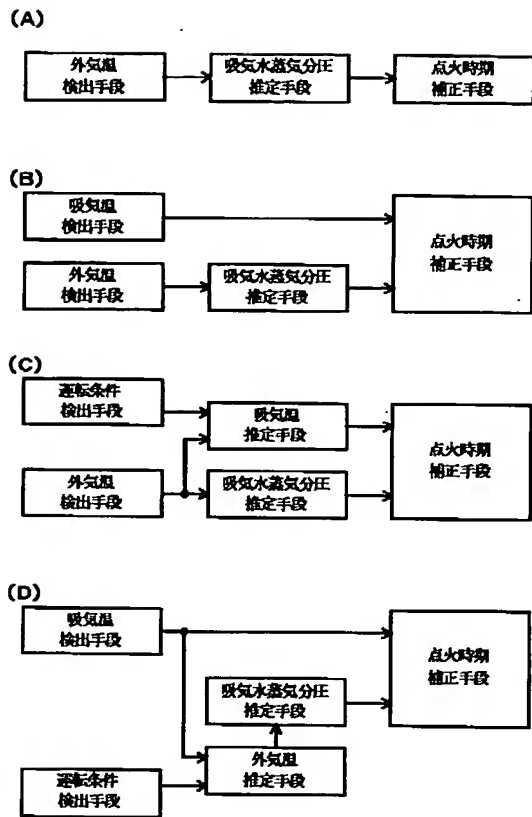 (A)
外気温
検出手段
吸気水蒸気分圧
推定手段
点火時期
補正手段
(B)
吸気温
検出手段
外気温
検出手段
吸気水蒸気分圧
推定手段
点火時期
補正手段
(C)
運転条件
検出手段
外気温
検出手段
吸気温
推定手段
吸気水蒸気分圧
推定手段
点火時期
補正手段
(D)
吸気温
検出手段
点火時期
補正手段
吸気水蒸気分圧
推定手段
外気温
推定手段
運転条件
検出手段